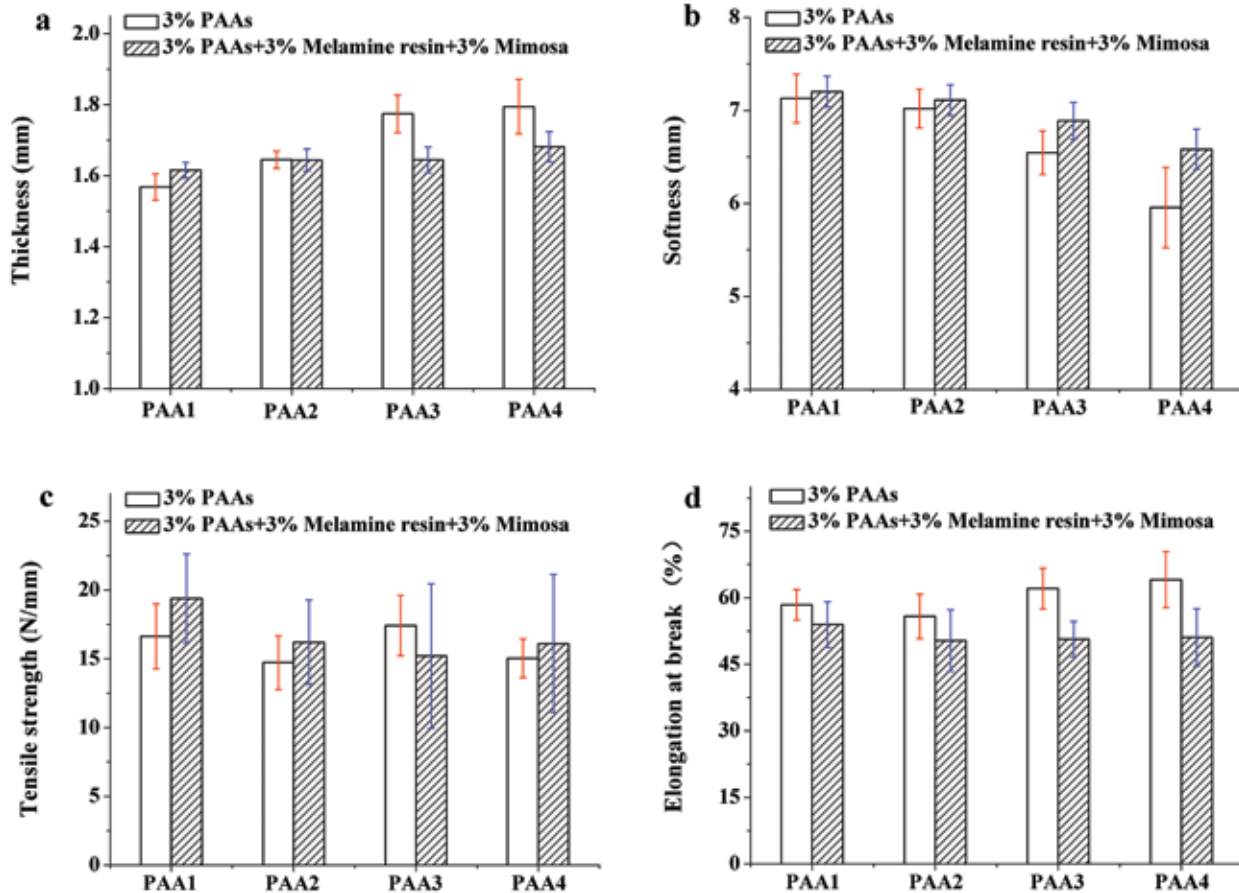 a
3% PAAs
3% PAAs+3% Melamine resin+3% Mimosa
Thickness (mm)
2.0
1.8
1.6
1.4
1.2
1.0
PAA1 PAA2 PAA3 PAA4
b
3% PAAs
3% PAAs+3% Melamine resin+3% Mimosa
Softness (mm)
8
7
6
5
4
PAA1 PAA2 PAA3 PAA4
c
3% PAAs
3% PAAs+3% Melamine resin+3% Mimosa
Tensile strength (N/mm)
25
20
15
10
5
0
PAA1 PAA2 PAA3 PAA4
d
3% PAAs
3% PAAs+3% Melamine resin+3% Mimosa
Elongation at break （%）
75
60
45
30
15
0
PAA1 PAA2 PAA3 PAA4